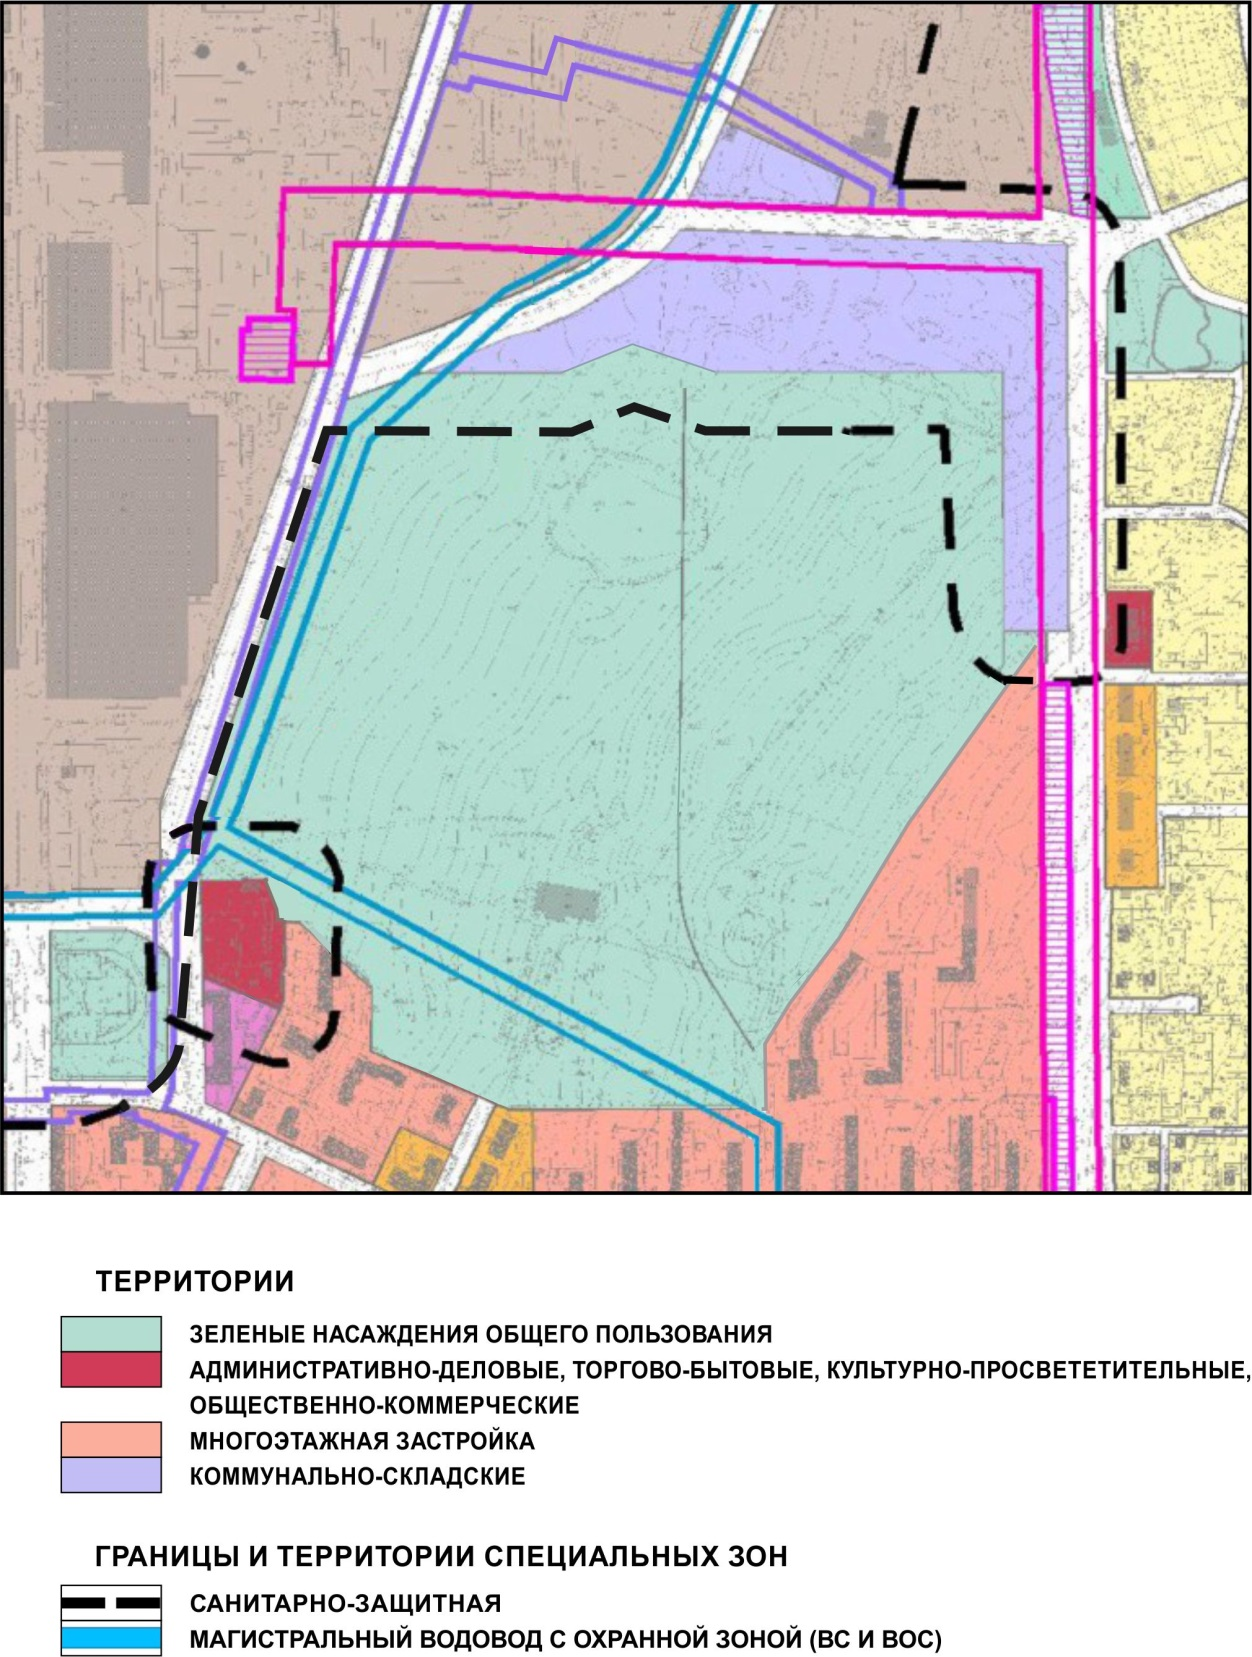 ТЕРРИТОРИИ
ЗЕЛЕНЫЕ НАСАЖДЕНИЯ ОБЩЕГО ПОЛЬЗОВАНИЯ
АДМИНИСТРАТИВНО-ДЕЛОВЫЕ, ТОРГОВО-БЫТОВЫЕ, КУЛЬТУРНО-ПРОСВЕТЕТИТЕЛЬНЫЕ,
ОБЩЕСТВЕННО-КОММЕРЧЕСКИЕ
МНОГОЭТАЖНАЯ ЗАСТРОЙКА
КОММУНАЛЬНО-СКЛАДСКИЕ
ГРАНИЦЫ И ТЕРРИТОРИИ СПЕЦИАЛЬНЫХ ЗОН
САНИТАРНО-ЗАЩИТНАЯ
МАГИСТРАЛЬНЫЙ ВОДОВОД С ОХРАННОЙ ЗОНОЙ (ВС И ВОС)